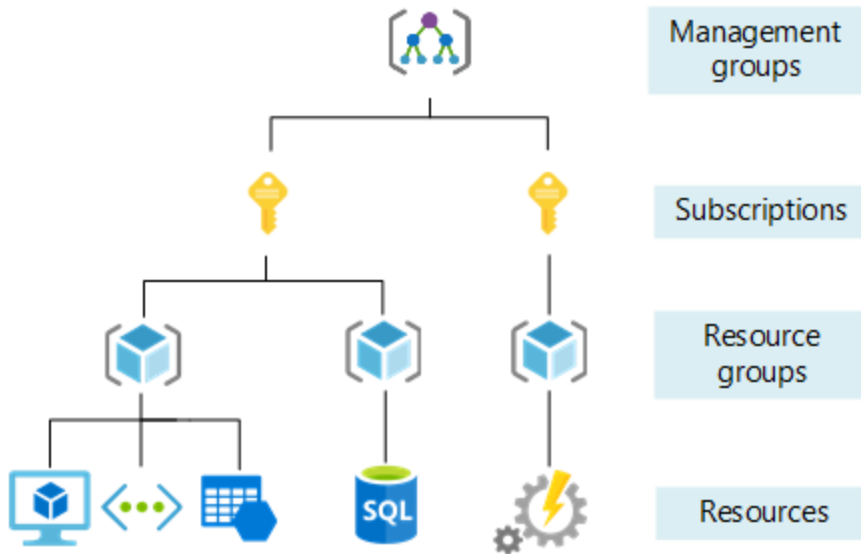 Management
groups
Subscriptions
Resource
groups
SQL
Resources